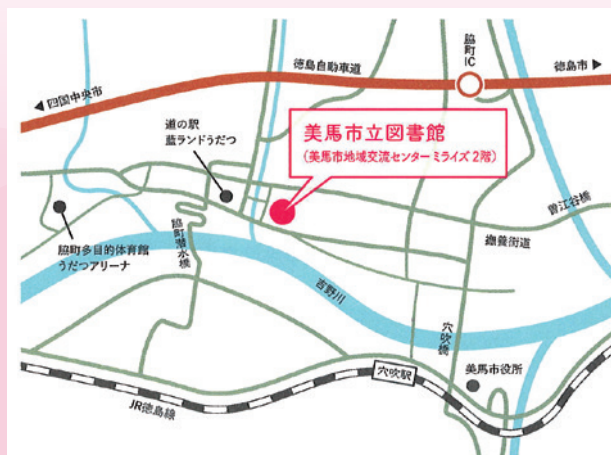 脇町IC
徳島自動車道
徳島市▶
◀四国中央市
道の駅
藍ランドうだつ
美馬市立図書館
(美馬市地域交流センター ミライズ 2階)
曽江谷橋
撫養街道
脇町潜水橋
脇町多目的体育館
うだつアリーナ
吉野川
穴吹橋
穴吹駅
美馬市役所
JR徳島線